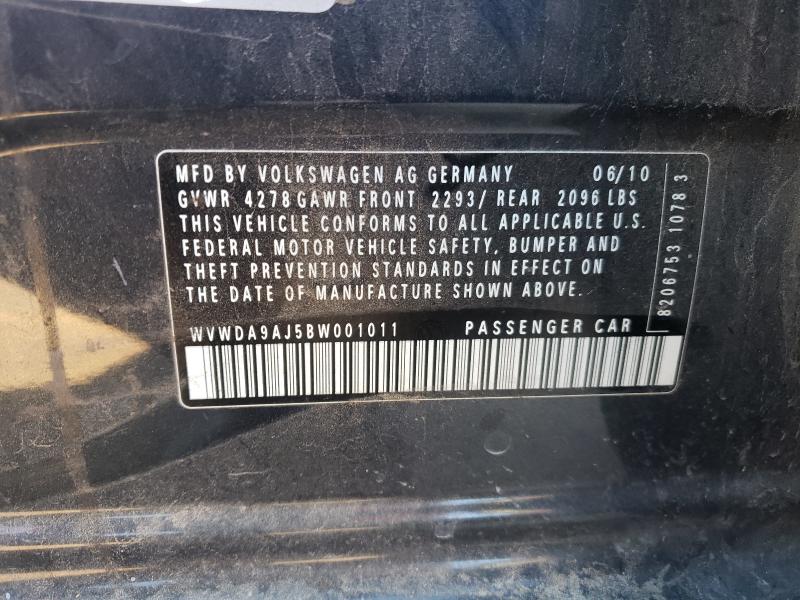 MFD BY VOLKSWAGEN AG GERMANY 06/10
GVWR 4278 GAWR FRONT 2293/ REAR 2096 LBS
THIS VEHICLE CONFORMS TO ALL APPLICABLE U.S.
FEDERAL MOTOR VEHICLE SAFETY, BUMPER AND
THEFT PREVENTION STANDARDS IN EFFECT ON
THE DATE OF MANUFACTURE SHOWN ABOVE.
WVWDA9AJ5BW001011 PASSENGER CAR
8206753 1078 3